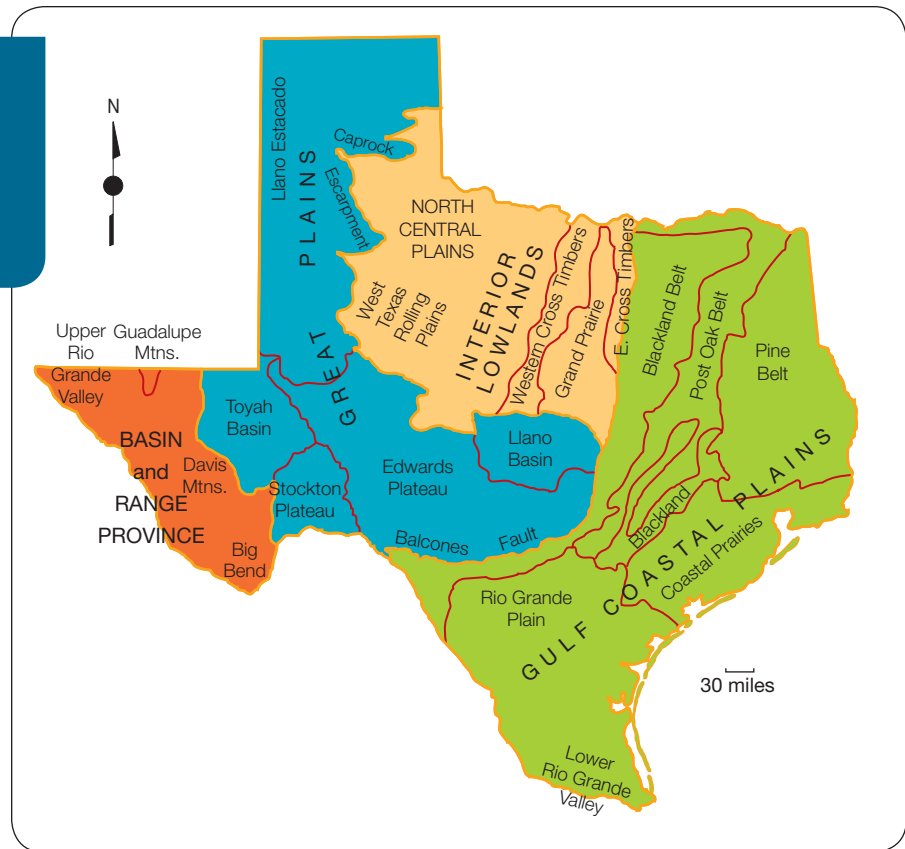 N
Llano Estacado
PLAINS
GREAT
Caprock
Escarpment
NORTH
CENTRAL
PLAINS
West
Texas
Rolling
Plains
INTERIOR
LOWLANDS
Western Cross Timbers
Grand Prairie
E. Cross Timbers
Blackland Belt
Post Oak Belt
Pine
Belt
Upper
Rio
Grande
Valley
Guadalupe
Mtns.
BASIN
and
RANGE
PROVINCE
Davis
Mtns.
Big
Bend
Toyah
Basin
Stockton
Plateau
Edwards
Plateau
Llano
Basin
Balcones
Fault
Blackland
Coastal Prairies
GULF COASTAL PLAINS
Rio Grande
Plain
30 miles
Lower
Rio Grande
Valley